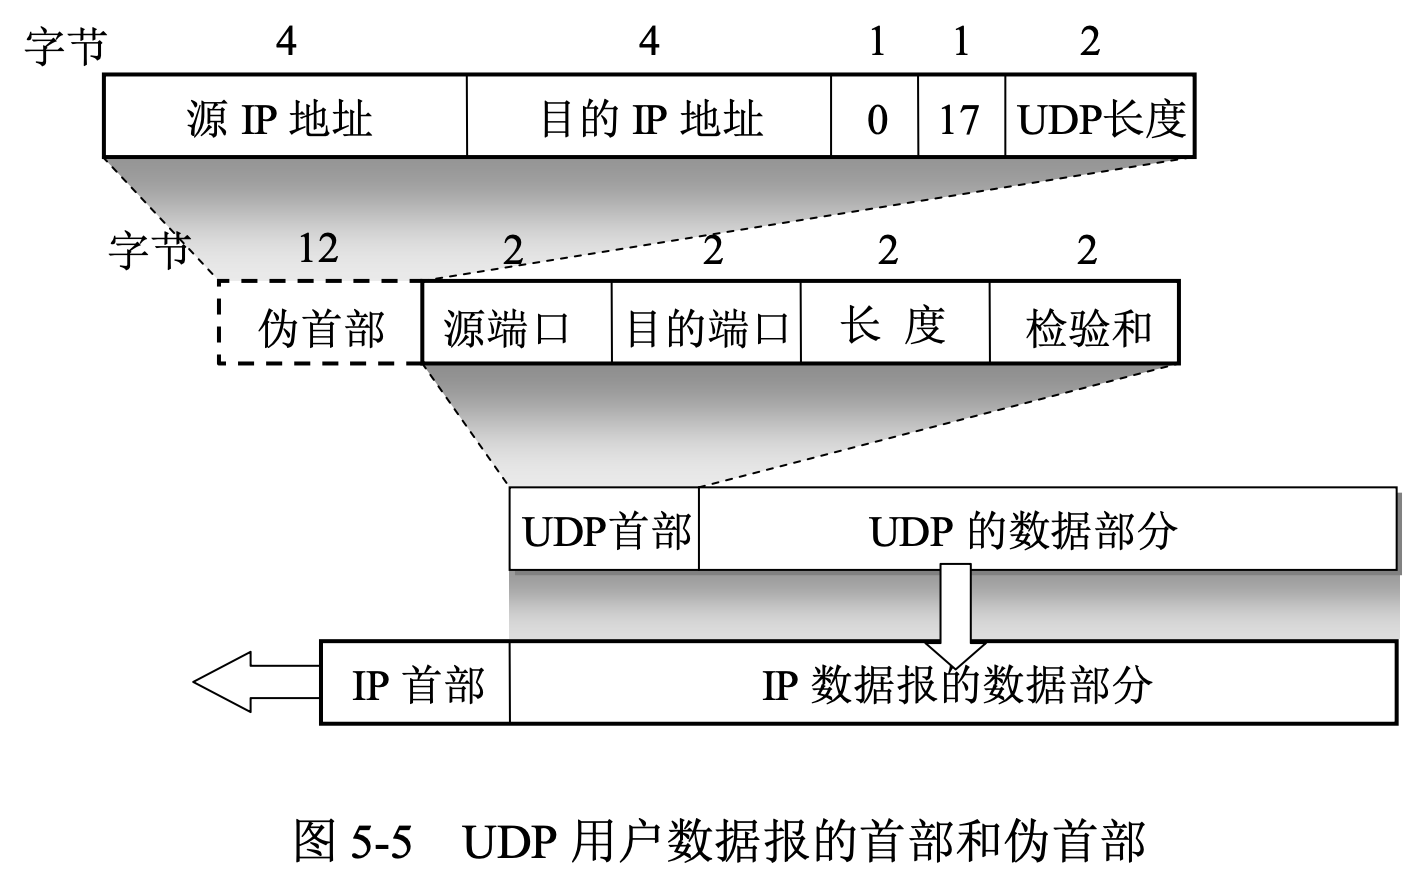 字节 4 4 1 1 2
源 IP 地址 目的 IP 地址 0 17 UDP长度
字节 12 2 2 2 2
伪首部 源端口 目的端口 长 度 检验和
UDP首部 UDP 的数据部分
IP 首部 IP 数据报的数据部分
图 5-5 UDP 用户数据报的首部和伪首部